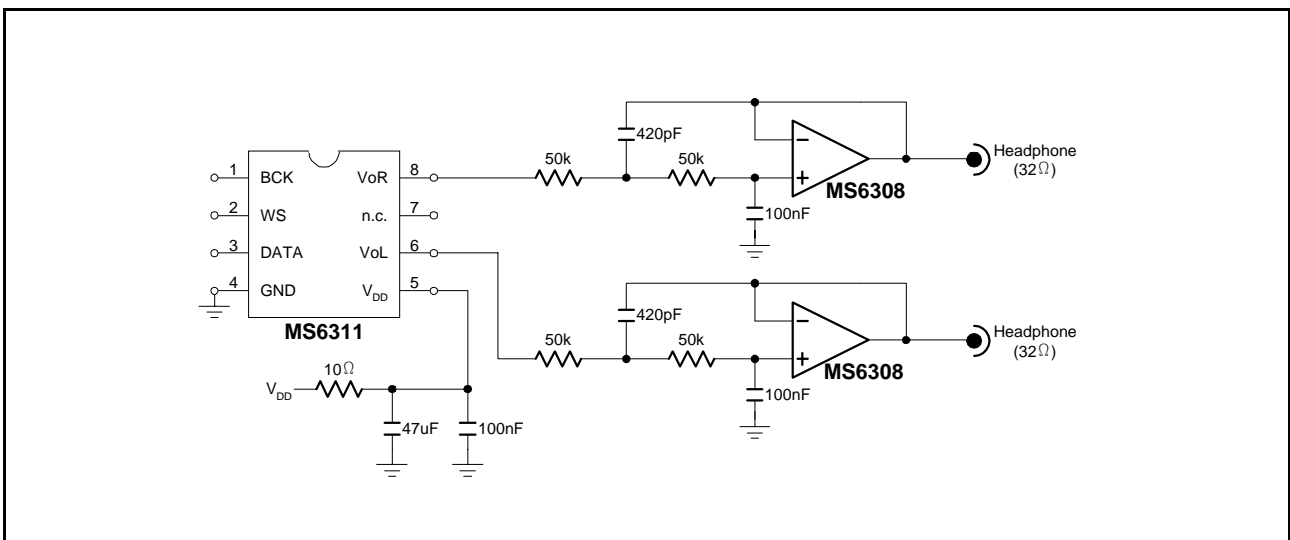 1 BCK VoR 8
2 WS n.c. 7
3 DATA VoL 6
4 GND VDD 5
MS6311
VDD
10Ω
47uF
100nF
50k
420pF
50k
100nF
MS6308
Headphone
(32Ω)
50k
420pF
50k
100nF
MS6308
Headphone
(32Ω)